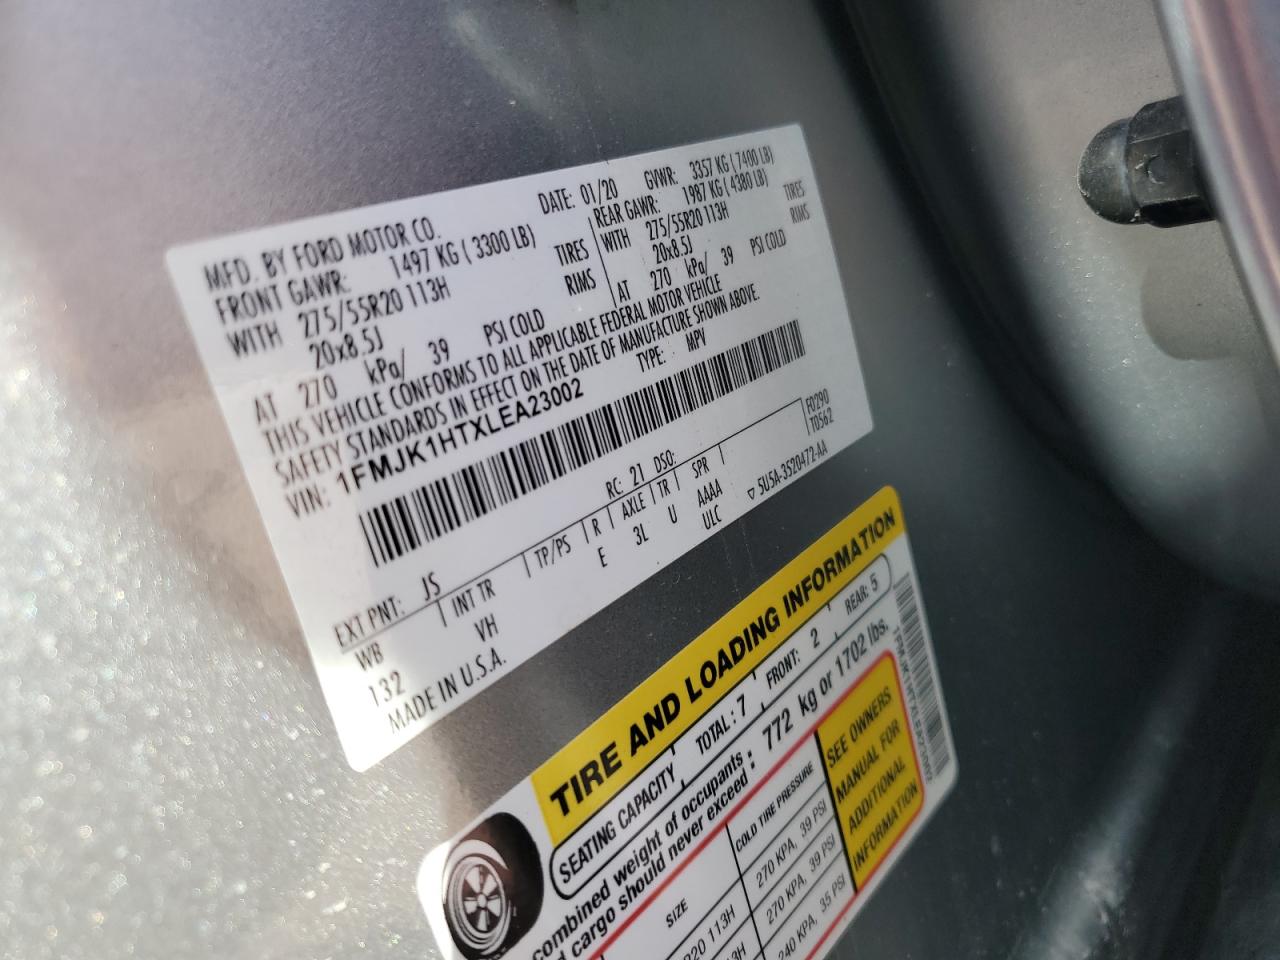 MFD. BY FORD MOTOR CO.
DATE: 01/20 GVWR: 3357 KG ( 7400 LB)
FRONT GAWR: 1497 KG ( 3300 LB) REAR GAWR: 1987 KG ( 4380 LB)
WITH 275/55R20 113H TIRES WITH 275/55R20 113H TIRES
20x8.5J RIMS 20x8.5J RIMS
AT 270 kPa/ 39 PSI COLD AT 270 kPa/ 39 PSI COLD
THIS VEHICLE CONFORMS TO ALL APPLICABLE FEDERAL MOTOR VEHICLE
SAFETY STANDARDS IN EFFECT ON THE DATE OF MANUFACTURE SHOWN ABOVE.
VIN: 1FMJK1HTXLEA23002 TYPE: MPV
F0290
T0562
EXT PNT: JS RC: 21 DSO:
WB INT TR TP/PS R AXLE TR SPR
132 VH E 3L U AAAA
ULC
MADE IN U.S.A. ▽ 5U5A-3520472-AA
TIRE AND LOADING INFORMATION
SEATING CAPACITY TOTAL: 7 FRONT: 2 REAR: 5
combined weight of occupants
cargo should never exceed : 772 kg or 1702 lbs.
SIZE COLD TIRE PRESSURE
R20 113H 270 KPA, 39 PSI
113H 270 KPA, 39 PSI
240 KPA, 35 PSI
SEE OWNERS
MANUAL FOR
ADDITIONAL
INFORMATION
1FMJK1HTXLEA23002